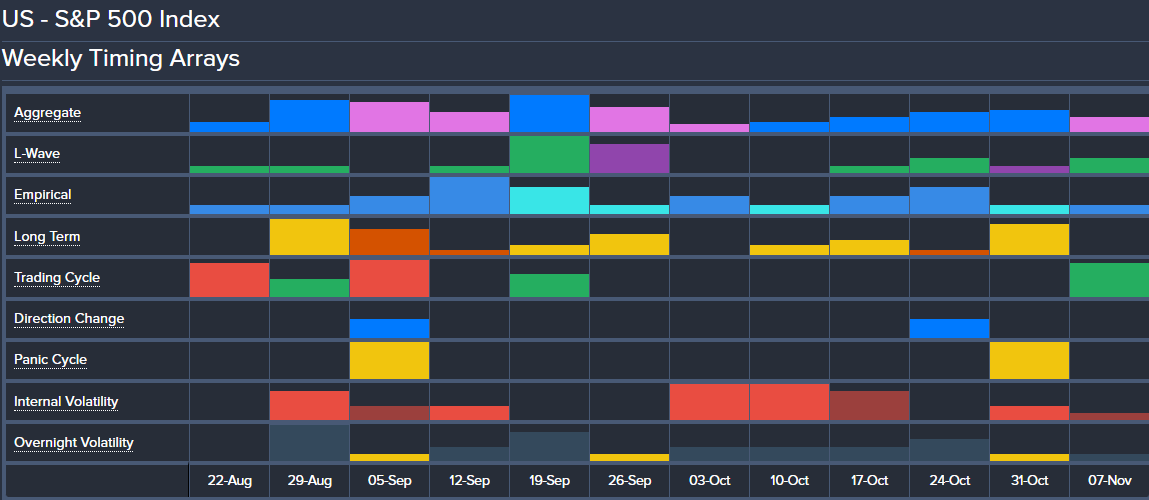 US - S&P 500 Index
Weekly Timing Arrays
Aggregate
L-Wave
Empirical
Long Term
Trading Cycle
Direction Change
Panic Cycle
Internal Volatility
Overnight Volatility
22-Aug 29-Aug 05-Sep 12-Sep 19-Sep 26-Sep 03-Oct 10-Oct 17-Oct 24-Oct 31-Oct 07-Nov